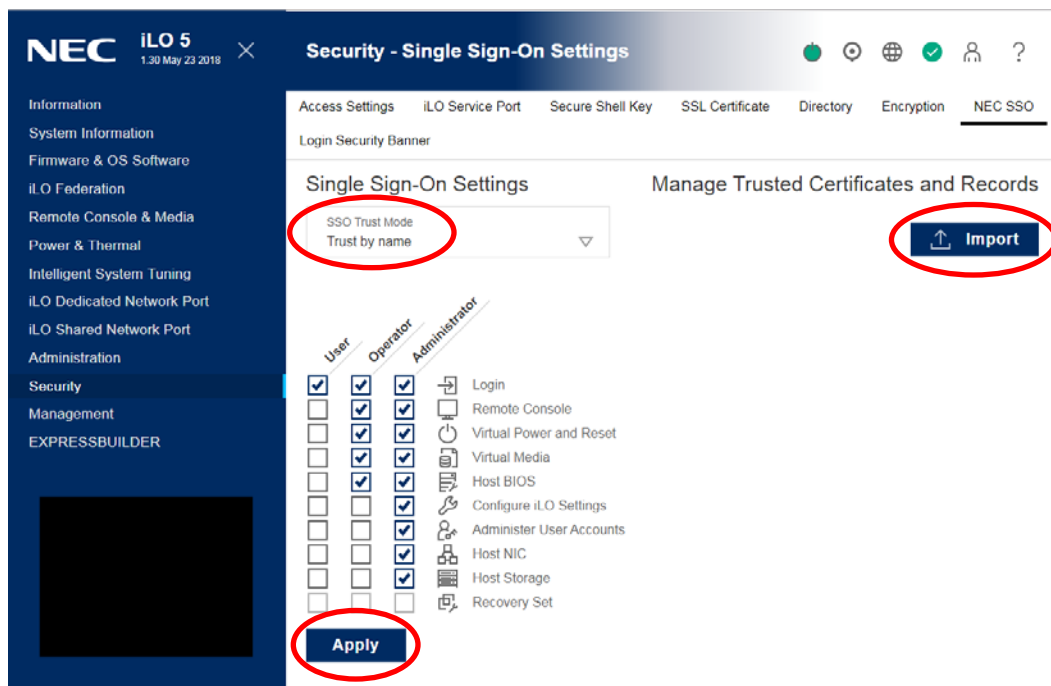 NEC iLO 5
1.30 May 23 2018
Security - Single Sign-On Settings
?
Information
System Information
Firmware & OS Software
iLO Federation
Remote Console & Media
Power & Thermal
Intelligent System Tuning
iLO Dedicated Network Port
iLO Shared Network Port
Administration
Security
Management
EXPRESSBUILDER
Access Settings iLO Service Port Secure Shell Key SSL Certificate Directory Encryption NEC SSO
Login Security Banner
Single Sign-On Settings
Manage Trusted Certificates and Records
SSO Trust Mode
Trust by name
Import
User Operator Administrator
Login
Remote Console
Virtual Power and Reset
Virtual Media
Host BIOS
Configure iLO Settings
Administer User Accounts
Host NIC
Host Storage
Recovery Set
Apply